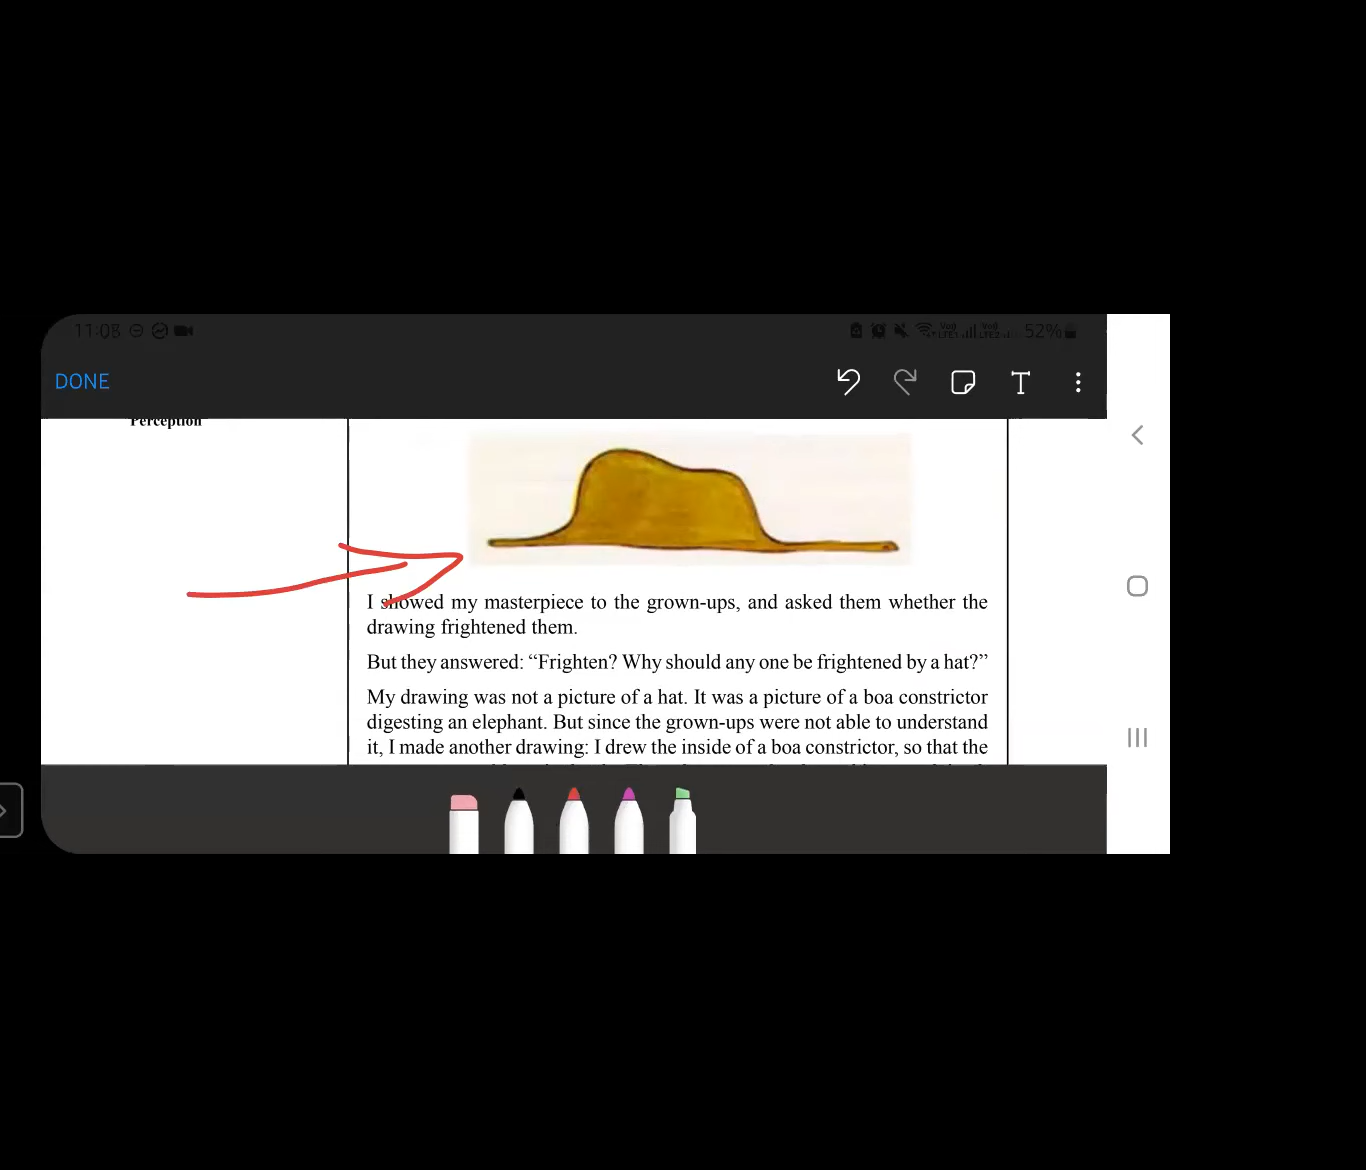 11:08
52%
DONE
T
Perception
I showed my masterpiece to the grown-ups, and asked them whether the
drawing frightened them.
But they answered: “Frighten? Why should any one be frightened by a hat?”
My drawing was not a picture of a hat. It was a picture of a boa constrictor
digesting an elephant. But since the grown-ups were not able to understand
it, I made another drawing: I drew the inside of a boa constrictor, so that the